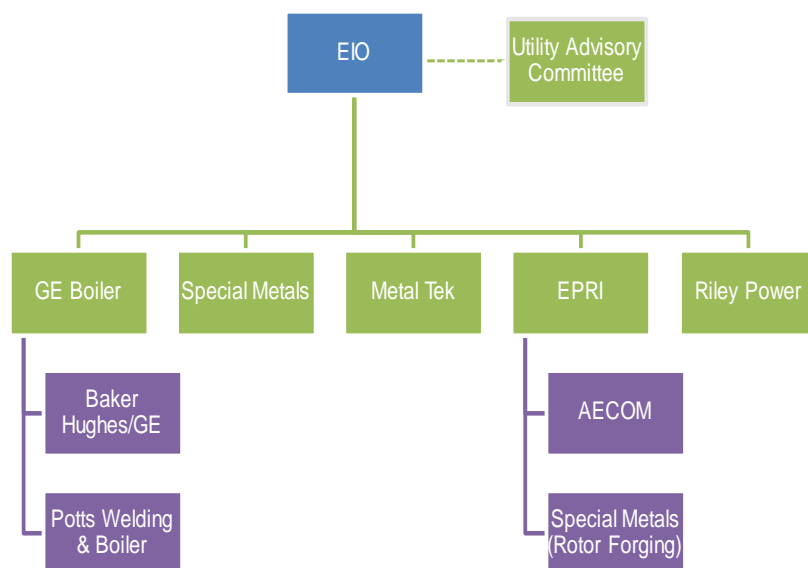 EIO
Utility Advisory
Committee
GE Boiler
Special Metals
Metal Tek
EPRI
Riley Power
Baker
Hughes/GE
AECOM
Potts Welding
& Boiler
Special Metals
(Rotor Forging)